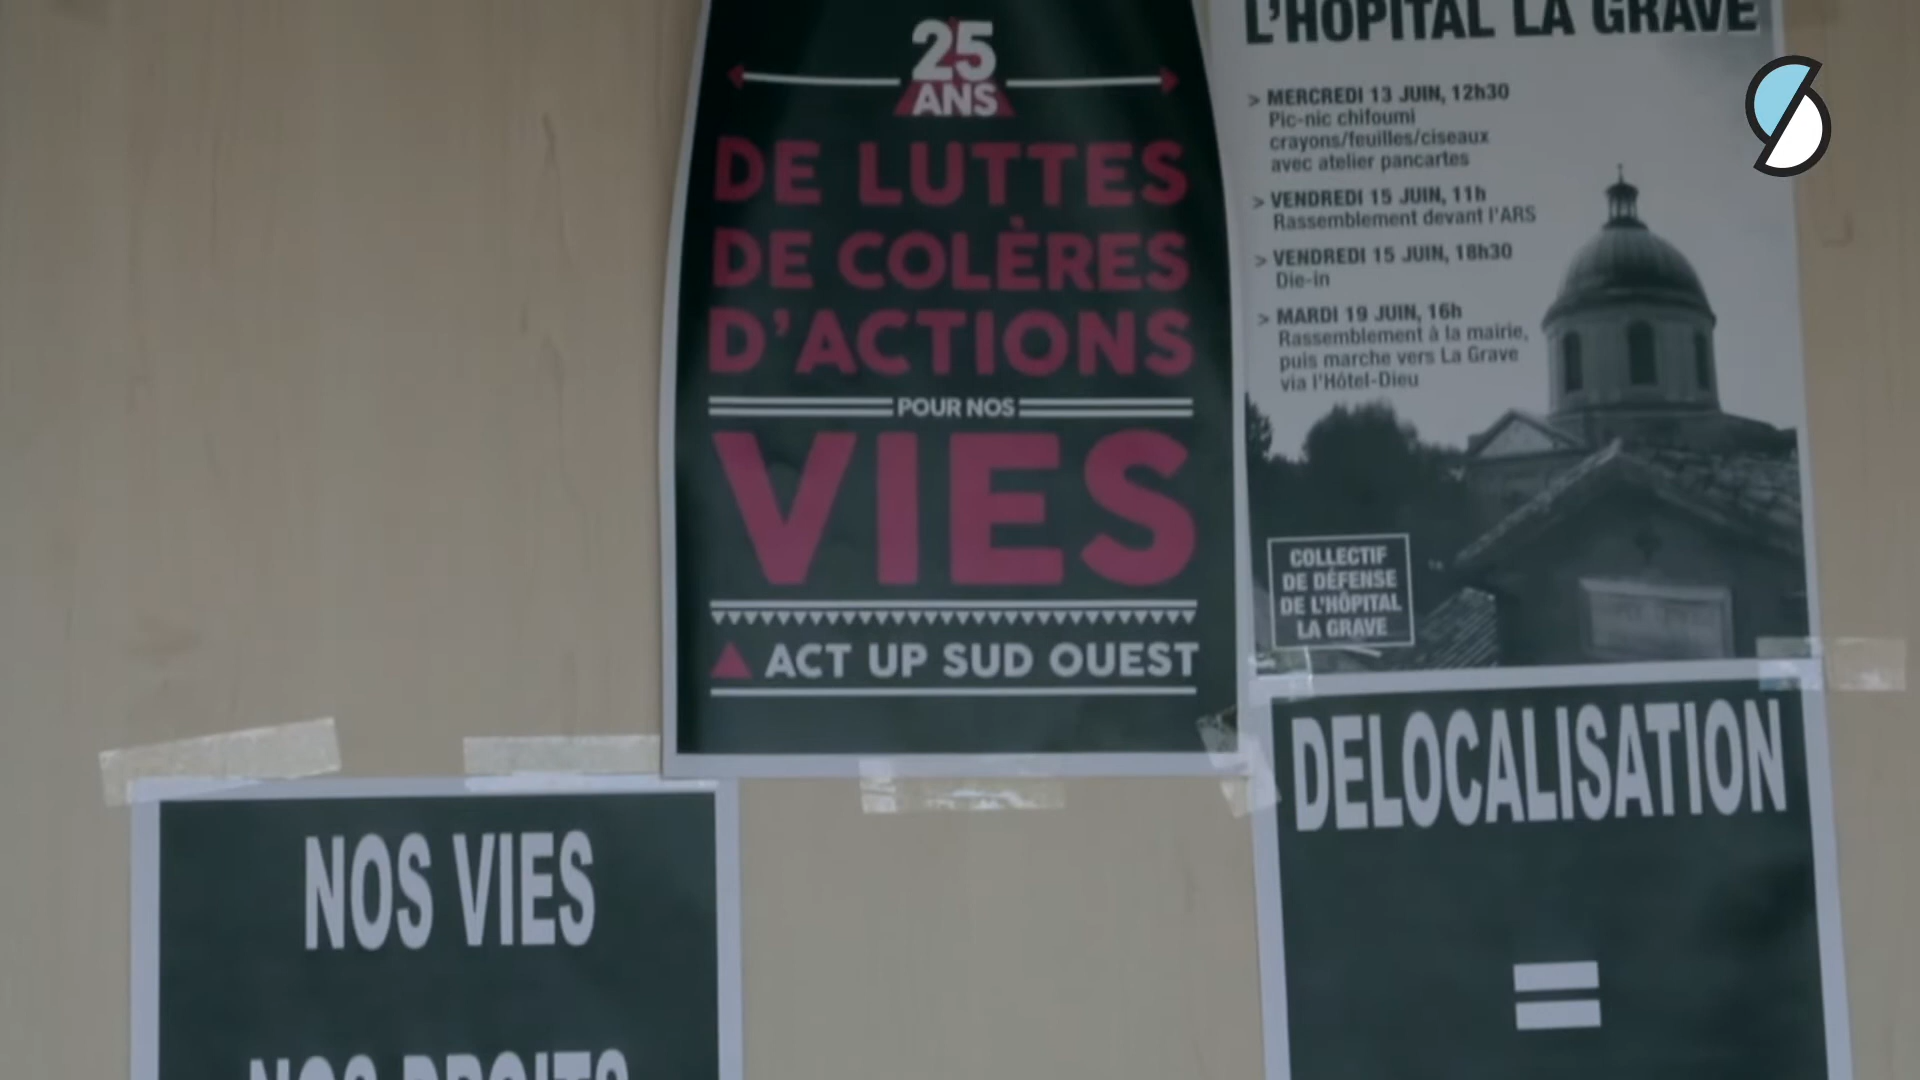 25
ANS
DE LUTTES
DE COLÈRES
D'ACTIONS
POUR NOS
VIES
ACT UP SUD OUEST
L'HÔPITAL LA GRAVE
> MERCREDI 13 JUIN, 12h30
Pic-nic chifoumi
crayons/feuilles/ciseaux
avec atelier pancartes
> VENDREDI 15 JUIN, 11h
Rassemblement devant l'ARS
> VENDREDI 15 JUIN, 18h30
Die-in
> MARDI 19 JUIN, 16h
Rassemblement à la mairie,
puis marche vers La Grave
via l'Hôtel-Dieu
COLLECTIF
DE DÉFENSE
DE L'HÔPITAL
LA GRAVE
NOS VIES
NOS DROITS
DELOCALISATION
=